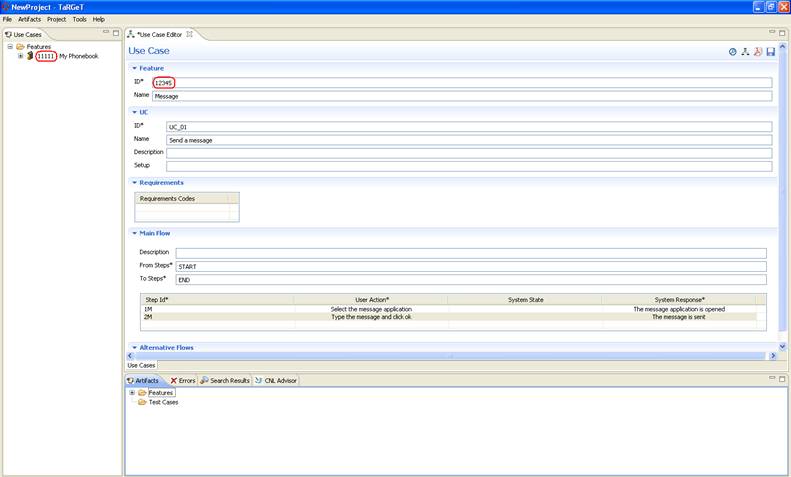 NewProject - TaRGeT
File Artifacts Project Tools Help
Use Cases
Features
11111 My Phonebook
*Use Case Editor
Use Case
Feature
ID* 12345
Name Message
UC
ID* UC_01
Name Send a message
Description
Setup
Requirements
Requirements Codes
Main Flow
Description
From Steps* START
To Steps* END
Step Id* User Action* System State System Response*
1M Select the message application The message application is opened
2M Type the message and click ok The message is sent
Alternative Flows
Use Cases
Artifacts Errors Search Results CNL Advisor
Features
Test Cases